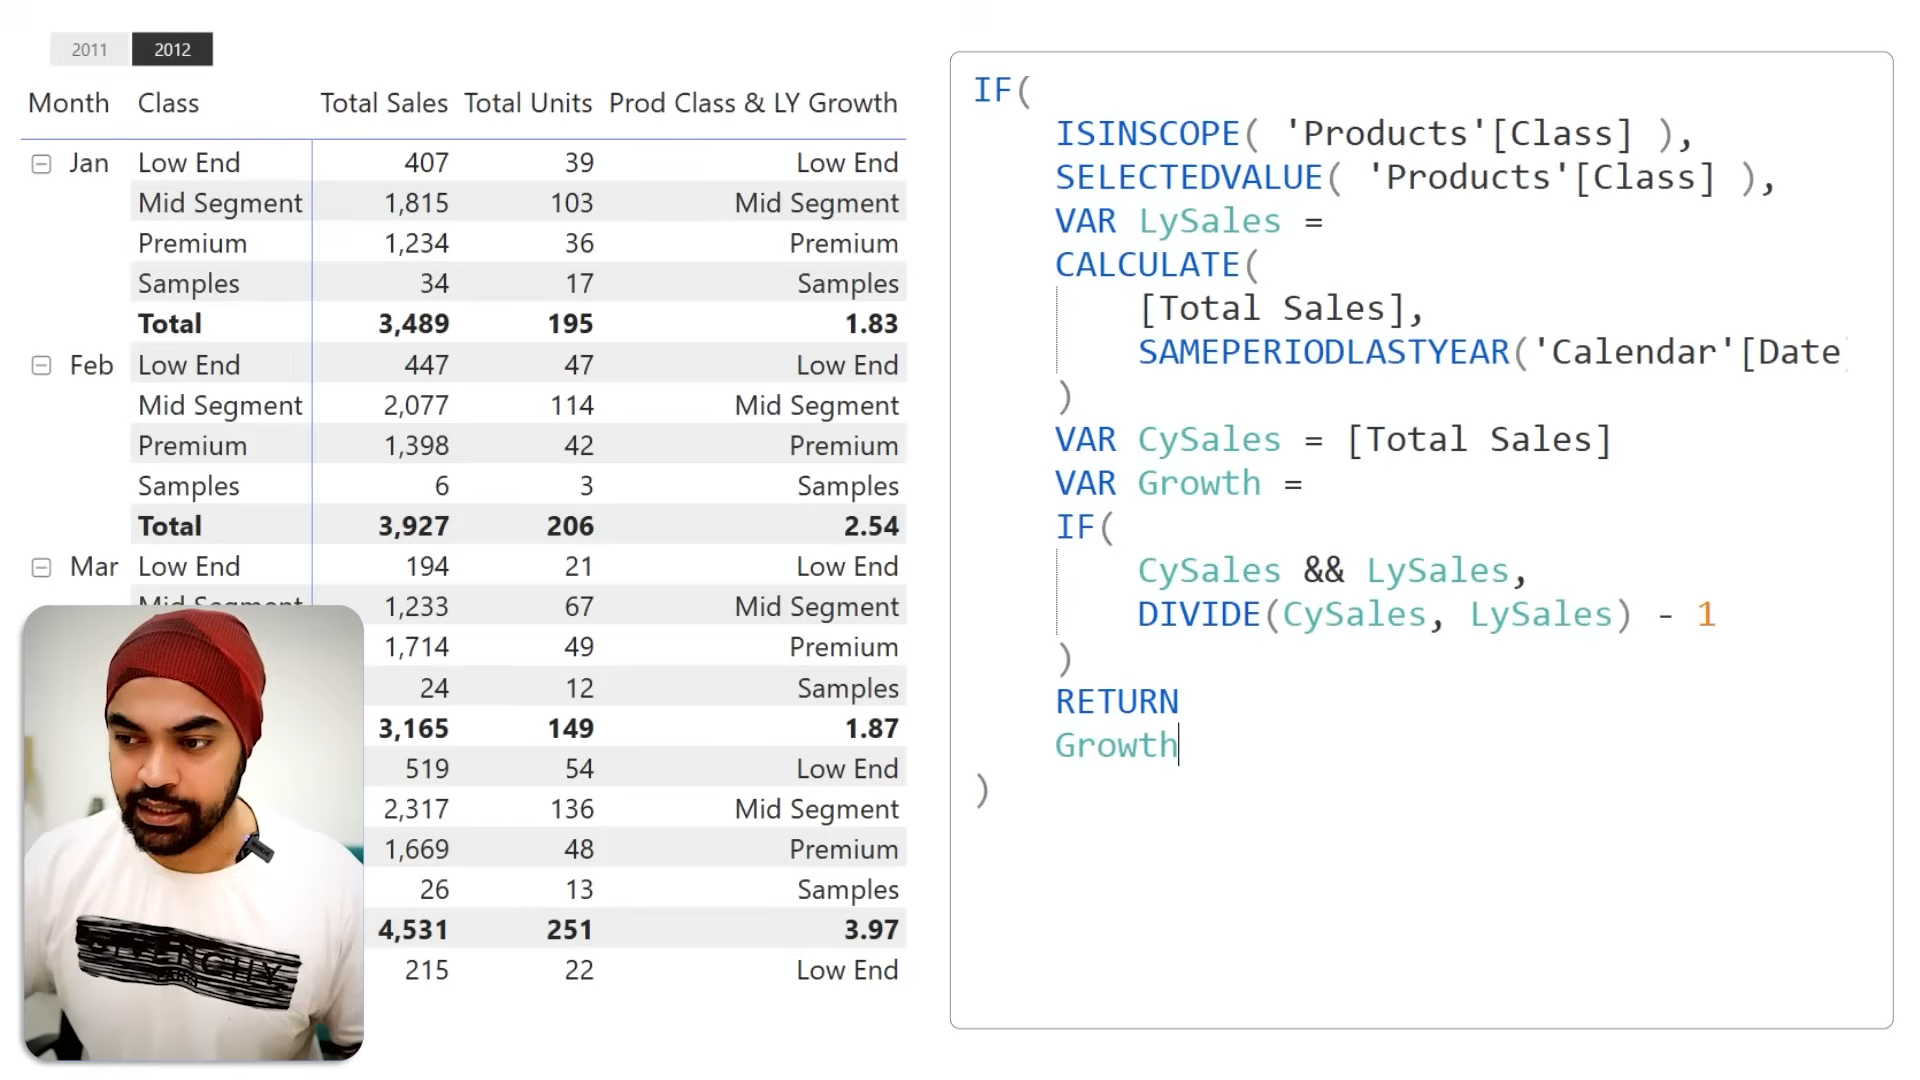 2011 2012
Month Class Total Sales Total Units Prod Class & LY Growth
Jan Low End 407 39 Low End
Mid Segment 1,815 103 Mid Segment
Premium 1,234 36 Premium
Samples 34 17 Samples
Total 3,489 195 1.83
Feb Low End 447 47 Low End
Mid Segment 2,077 114 Mid Segment
Premium 1,398 42 Premium
Samples 6 3 Samples
Total 3,927 206 2.54
Mar Low End 194 21 Low End
Mid Segment 1,233 67 Mid Segment
1,714 49 Premium
24 12 Samples
3,165 149 1.87
519 54 Low End
2,317 136 Mid Segment
1,669 48 Premium
26 13 Samples
4,531 251 3.97
215 22 Low End
GIVENCHY
PARIS
IF(
ISINSCOPE( 'Products'[Class] ),
SELECTEDVALUE( 'Products'[Class] ),
VAR LySales =
CALCULATE(
[Total Sales],
SAMEPERIODLASTYEAR('Calendar'[Date
)
VAR CySales = [Total Sales]
VAR Growth =
IF(
CySales && LySales,
DIVIDE(CySales, LySales) - 1
)
RETURN
Growth
)